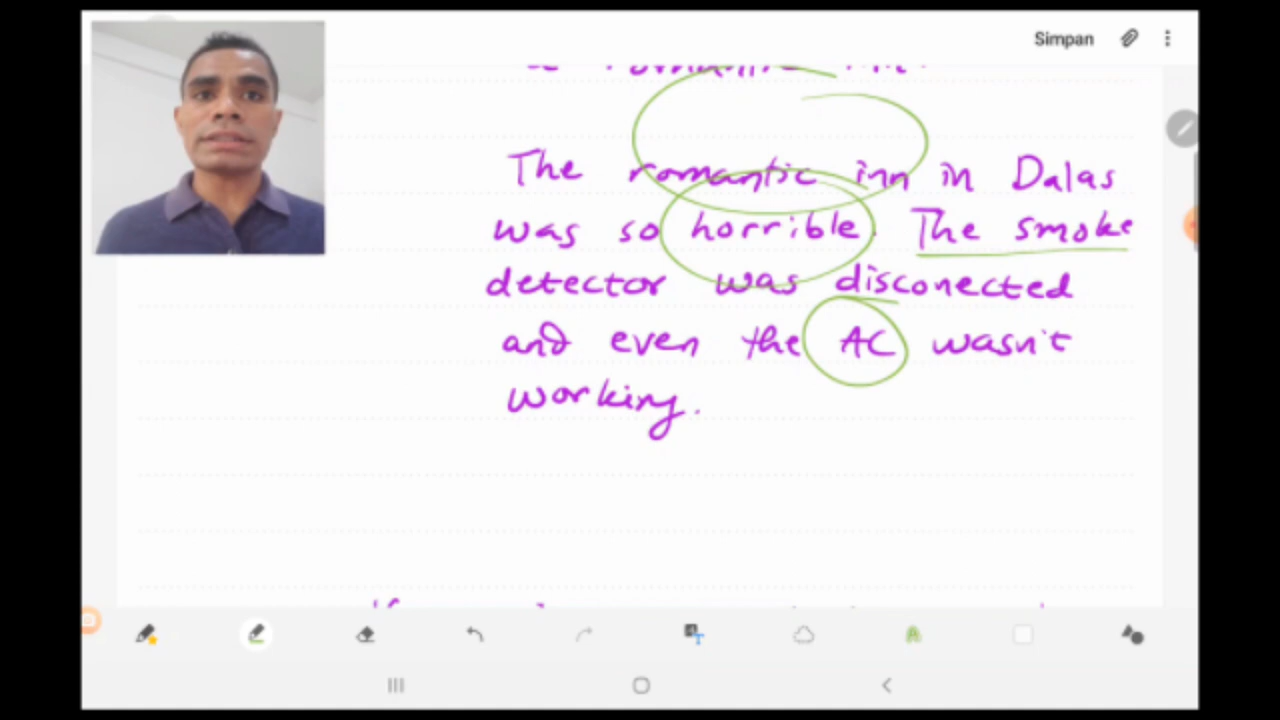 Simpan
The romantic inn in Dalas
was so horrible. The smoke
detector was disconected
and even the AC wasn't
working.